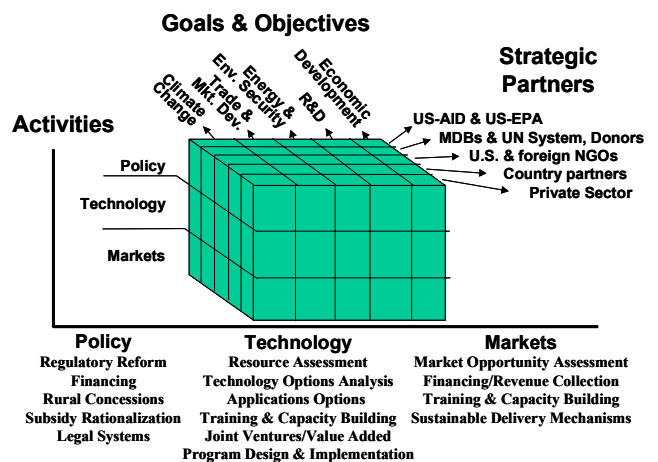 Goals & Objectives
Strategic
Partners
Activities
Climate
Change
Trade &
Mkt. Dev.
Energy &
Env. Security
R&D
Economic
Development
US-AID & US-EPA
MDBs & UN System, Donors
U.S. & foreign NGOs
Country partners
Private Sector
Policy
Technology
Markets
Policy
Regulatory Reform
Financing
Rural Concessions
Subsidy Rationalization
Legal Systems
Technology
Resource Assessment
Technology Options Analysis
Applications Options
Training & Capacity Building
Joint Ventures/Value Added
Program Design & Implementation
Markets
Market Opportunity Assessment
Financing/Revenue Collection
Training & Capacity Building
Sustainable Delivery Mechanisms